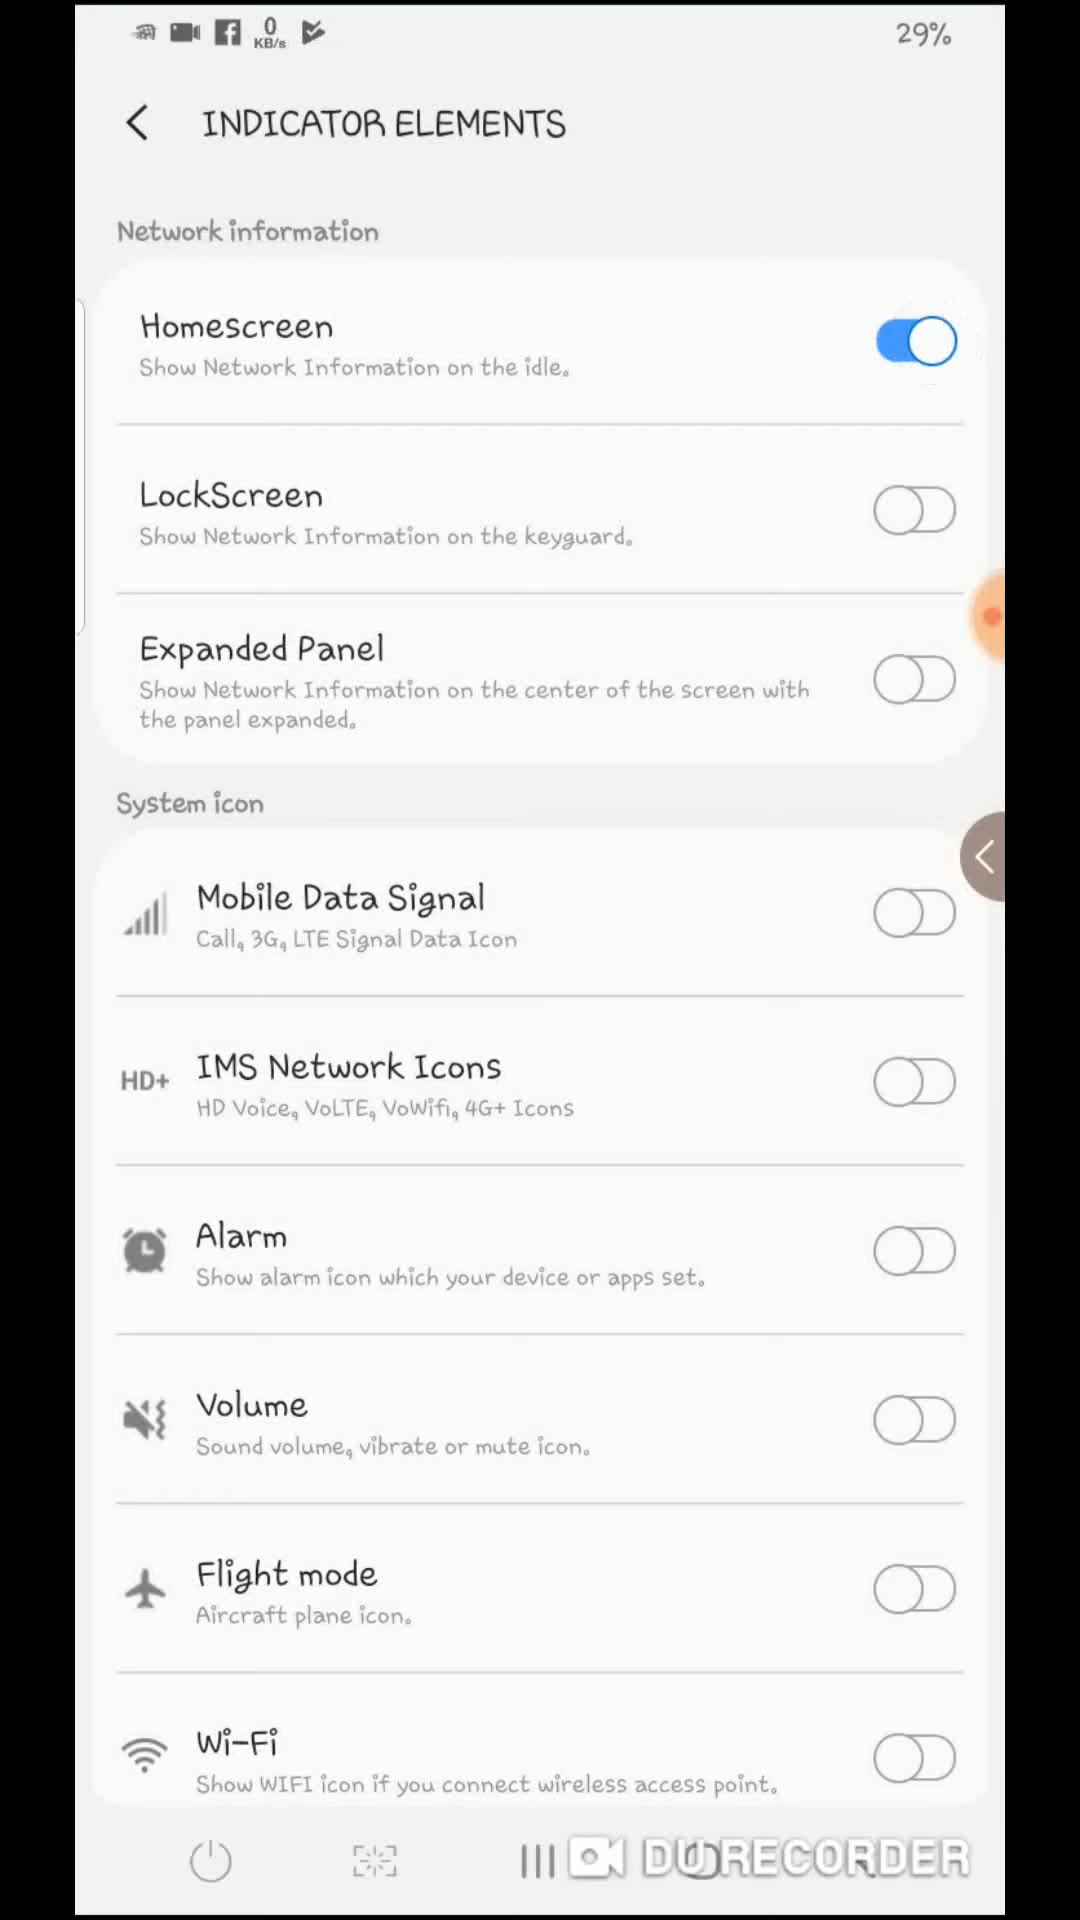 0
KB/s
29%
INDICATOR ELEMENTS
Network information
Homescreen
Show Network Information on the idle.
LockScreen
Show Network Information on the keyguard.
Expanded Panel
Show Network Information on the center of the screen with
the panel expanded.
System icon
Mobile Data Signal
Call, 3G, LTE Signal Data Icon
HD+
IMS Network Icons
HD Voice, VoLTE, VoWifi, 4G+ Icons
Alarm
Show alarm icon which your device or apps set.
Volume
Sound volume, vibrate or mute icon.
Flight mode
Aircraft plane icon.
Wi-Fi
Show WIFI icon if you connect wireless access point.
DU RECORDER